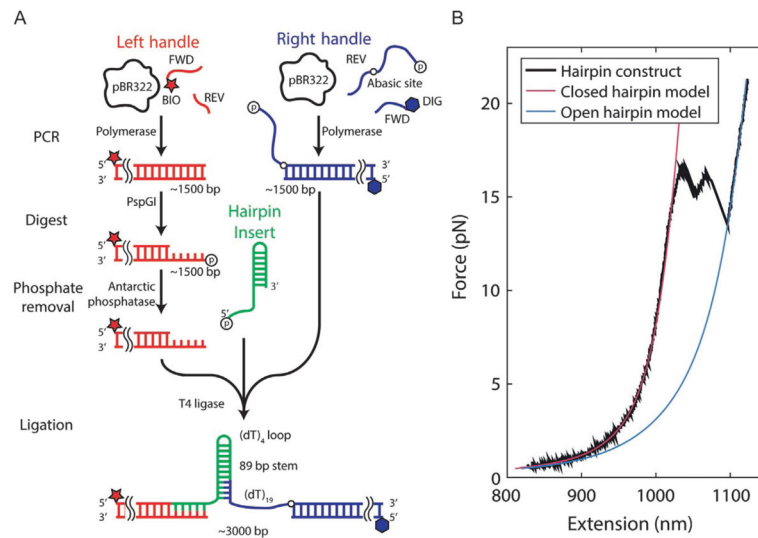 A
Left handle
Right handle
pBR322
FWD
BIO
REV
pBR322
REV
P
Abasic site
DIG
FWD
PCR
Polymerase
P
Polymerase
5’
3’
~1500 bp
~1500 bp
3’
5’
PspGI
Digest
Hairpin
Insert
5’
3’
~1500 bp
P
3’
Phosphate
removal
Antarctic
phosphatase
5’
P
5’
3’
T4 ligase
Ligation
(dT)4 loop
89 bp stem
(dT)19
5’
3’
3’
5’
~3000 bp
B
Hairpin construct
Closed hairpin model
Open hairpin model
Force (pN)
20
15
10
5
0
800
900
1000
1100
Extension (nm)